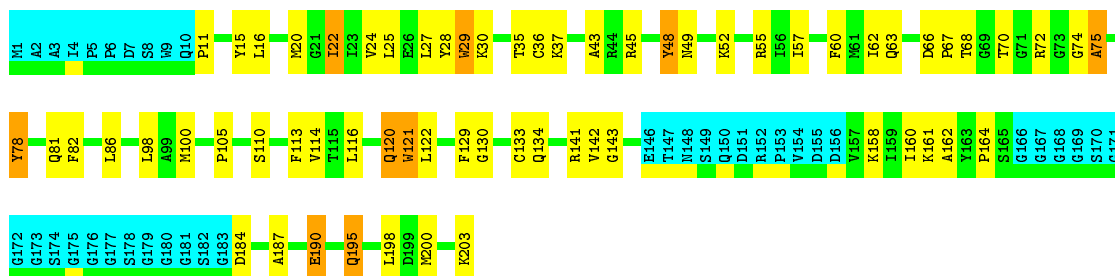 M1 A2 A3 I4 P5 P6 D7 S8 W9 Q10 P11 Y15 L16 M20 G21 I22 I23 V24 L25 E26 L27 Y28 W29 K30 T35 C36 K37 A43 R44 R45 Y48 N49 K52 R55 I56 I57 F60 M61 I62 Q63 D66 P67 T68 G69 T70 G71 R72 G73 G74 A75
Y78 Q81 F82 L86 L98 A99 M100 P105 S110 F113 V114 T115 L116 Q120 W121 L122 F129 G130 C133 Q134 R141 V142 G143 E146 T147 N148 S149 Q150 D151 R152 P153 V154 D155 D156 V157 K158 I159 I160 K161 A162 Y163 P164 S165 G166 G167 G168 G169 S170 G171
G172 G173 S174 G175 G176 G177 S178 G179 G180 G181 S182 G183 D184 A187 E190 Q195 L198 D199 M200 K203